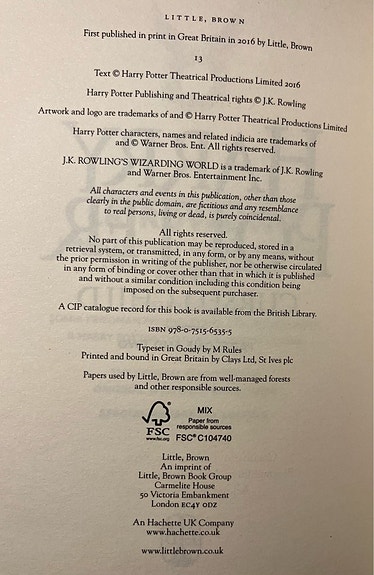 LITTLE, BROWN
First published in print in Great Britain in 2016 by Little, Brown
13
Text © Harry Potter Theatrical Productions Limited 2016
Harry Potter Publishing and Theatrical rights © J.K. Rowling
Artwork and logo are trademarks of and © Harry Potter Theatrical Productions Limited
Harry Potter characters, names and related indicia are trademarks of
and © Warner Bros. Ent. All rights reserved.
J.K. ROWLING'S WIZARDING WORLD is a trademark of J.K. Rowling
and Warner Bros. Entertainment Inc.
All characters and events in this publication, other than those
clearly in the public domain, are fictitious and any resemblance
to real persons, living or dead, is purely coincidental.
All rights reserved.
No part of this publication may be reproduced, stored in a
retrieval system, or transmitted, in any form, or by any means, without
the prior permission in writing of the publisher, nor be otherwise circulated
in any form of binding or cover other than that in which it is published
and without a similar condition including this condition being
imposed on the subsequent purchaser.
A CIP catalogue record for this book is available from the British Library.
ISBN 978-0-7515-6535-5
Typeset in Goudy by M Rules
Printed and bound in Great Britain by Clays Ltd, St Ives plc
Papers used by Little, Brown are from well-managed forests
and other responsible sources.
FSC
www.fsc.org
MIX
Paper from
responsible sources
FSC® C104740
Little, Brown
An imprint of
Little, Brown Book Group
Carmelite House
50 Victoria Embankment
London EC4Y 0DZ
An Hachette UK Company
www.hachette.co.uk
www.littlebrown.co.uk